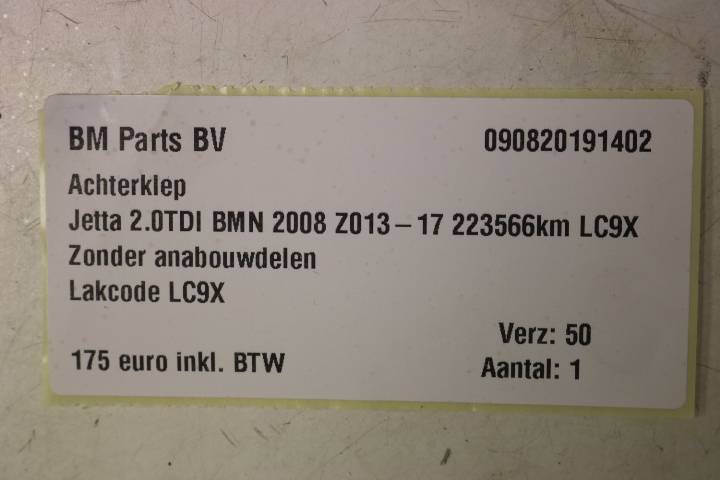 BM Parts BV 090820191402
Achterklep
Jetta 2.0TDI BMN 2008 Z013-17 223566km LC9X
Zonder anabouwdelen
Lakcode LC9X
Verz: 50
175 euro inkl. BTW Aantal: 1